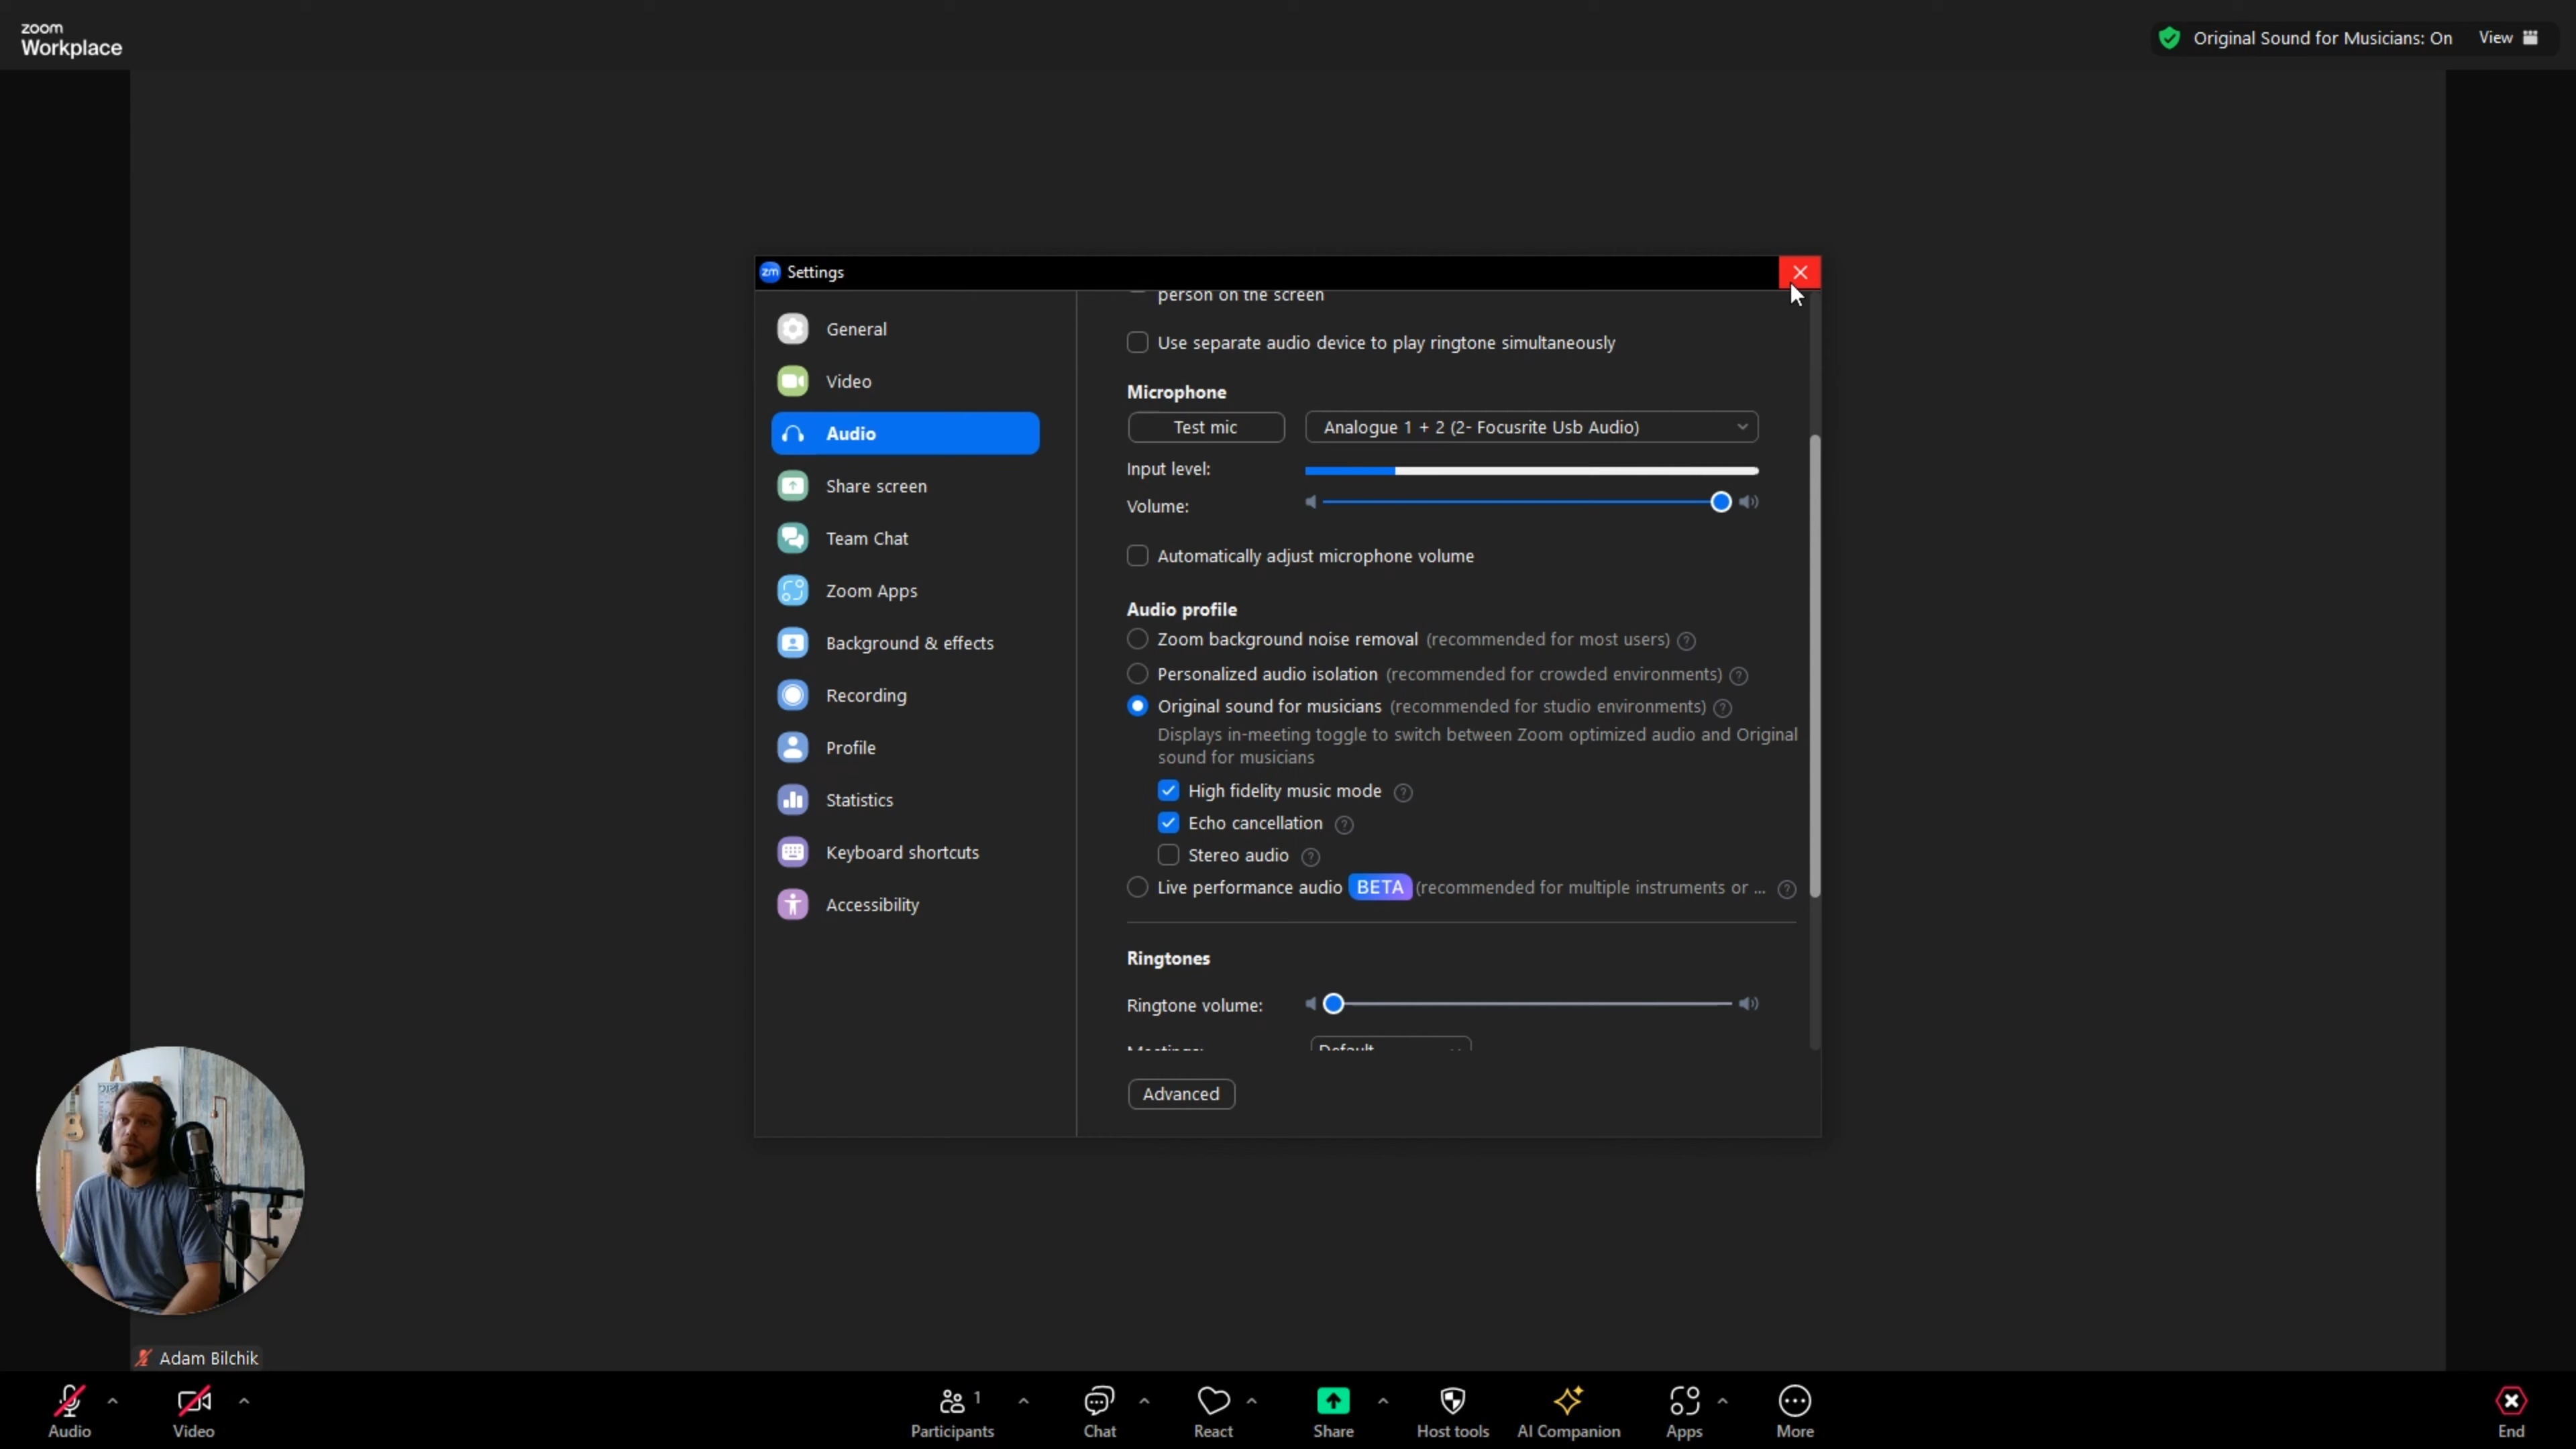 zoom
Workplace
Original Sound for Musicians: On
View
zm Settings
General
Video
Audio
Share screen
Team Chat
Zoom Apps
Background & effects
Recording
Profile
Statistics
Keyboard shortcuts
Accessibility
person on the screen
Use separate audio device to play ringtone simultaneously
Microphone
Test mic
Analogue 1 + 2 (2- Focusrite Usb Audio)
Input level:
Volume:
Automatically adjust microphone volume
Audio profile
Zoom background noise removal (recommended for most users) ?
Personalized audio isolation (recommended for crowded environments) ?
Original sound for musicians (recommended for studio environments) ?
Displays in-meeting toggle to switch between Zoom optimized audio and Original
sound for musicians
High fidelity music mode ?
Echo cancellation ?
Stereo audio ?
Live performance audio BETA (recommended for multiple instruments or ... ?
Ringtones
Ringtone volume:
Meetings:
Default
Advanced
Adam Bilchik
Audio
Video
1
Participants
Chat
React
Share
Host tools
AI Companion
Apps
More
End